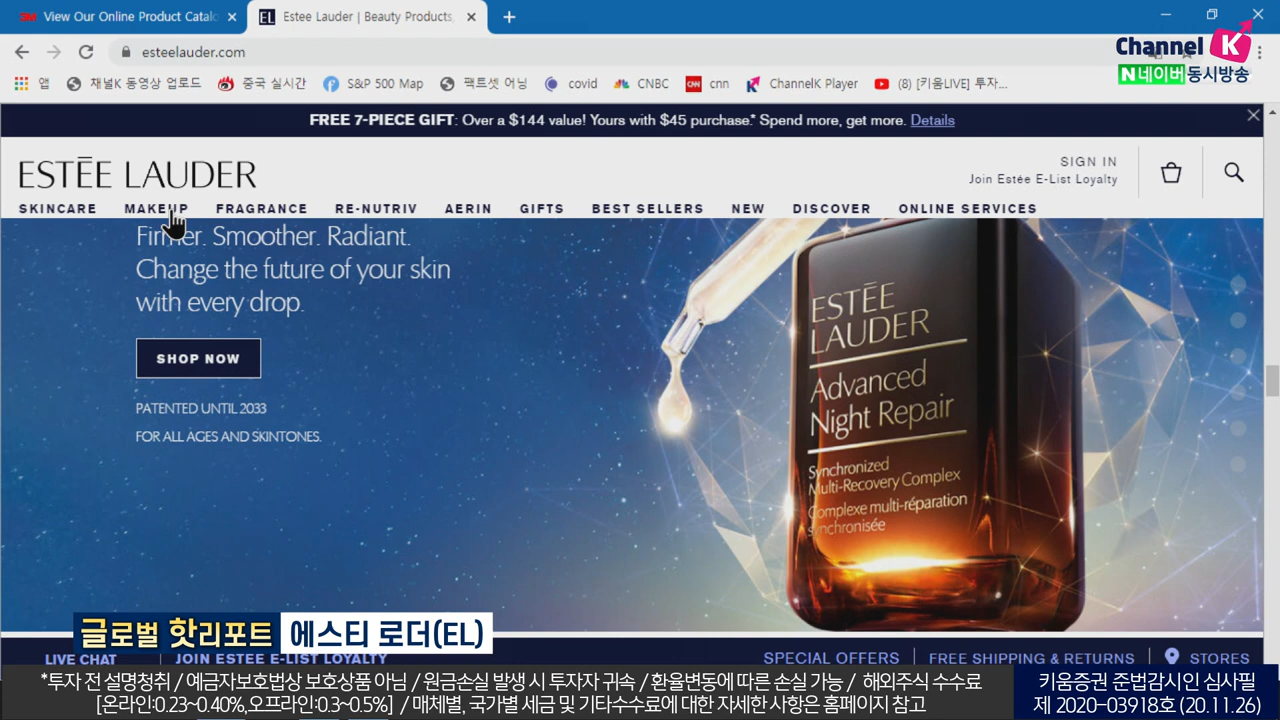 3M View Our Online Product Catalo
EL Estee Lauder | Beauty Products,
esteelauder.com
Channel K
N 네이버 동시방송
앱
채널K 동영상 업로드
중국 실시간
S&P 500 Map
팩트셋 어닝
covid
CNBC
cnn
ChannelK Player
(8) [키움LIVE] 투자...
FREE 7-PIECE GIFT: Over a $144 value! Yours with $45 purchase.* Spend more, get more. Details
ESTĒE LAUDER
SIGN IN
Join Estée E-List Loyalty
SKINCARE
MAKEUP
FRAGRANCE
RE-NUTRIV
AERIN
GIFTS
BEST SELLERS
NEW
DISCOVER
ONLINE SERVICES
Firmer. Smoother. Radiant.
Change the future of your skin
with every drop.
SHOP NOW
PATENTED UNTIL 2033
FOR ALL AGES AND SKINTONES.
ESTĒE
LAUDER
Advanced
Night Repair
Synchronized
Multi-Recovery Complex
Complexe multi-réparation
synchronisée
글로벌 핫리포트 에스티 로더(EL)
LIVE CHAT
JOIN ESTEE E-LIST LOYALTY
SPECIAL OFFERS
FREE SHIPPING & RETURNS
STORES
*투자 전 설명청취 / 예금자보호법상 보호상품 아님 / 원금손실 발생 시 투자자 귀속 / 환율변동에 따른 손실 가능 / 해외주식 수수료
[온라인:0.23~0.40%,오프라인:0.3~0.5%] / 매체별, 국가별 세금 및 기타수수료에 대한 자세한 사항은 홈페이지 참고
키움증권 준법감시인 심사필
제 2020-03918호 (20.11.26)